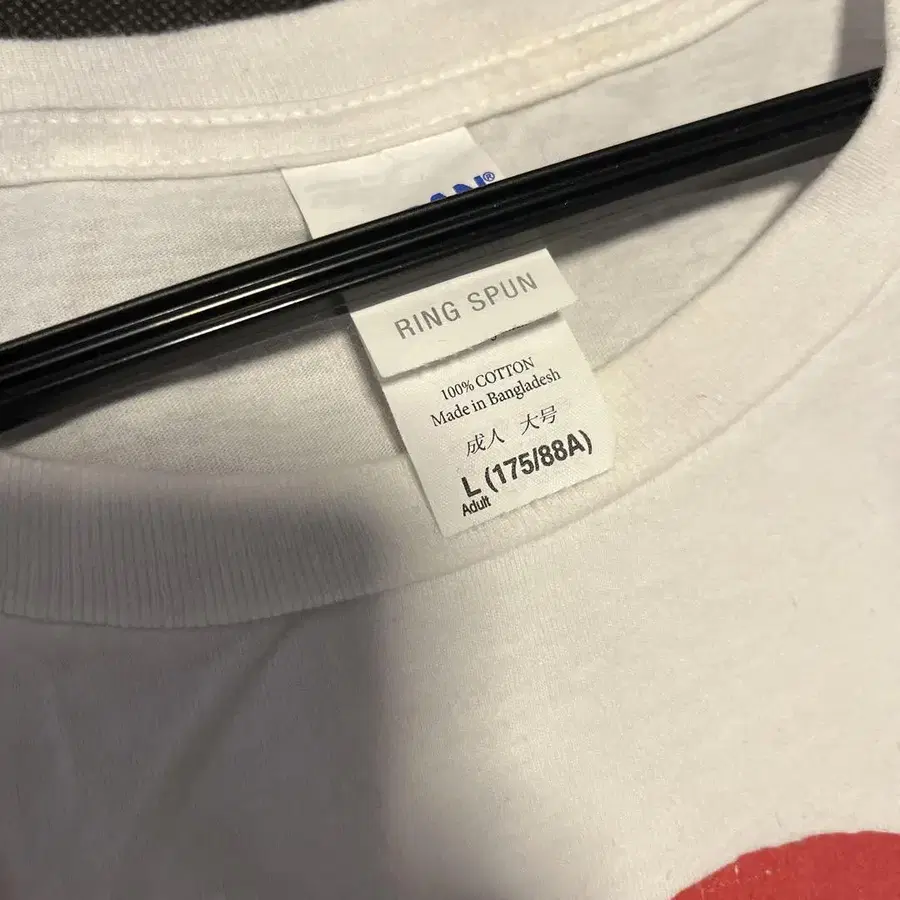 RING SPUN
100% COTTON
Made in Bangladesh
成人 大号
L (175/88A)
Adult